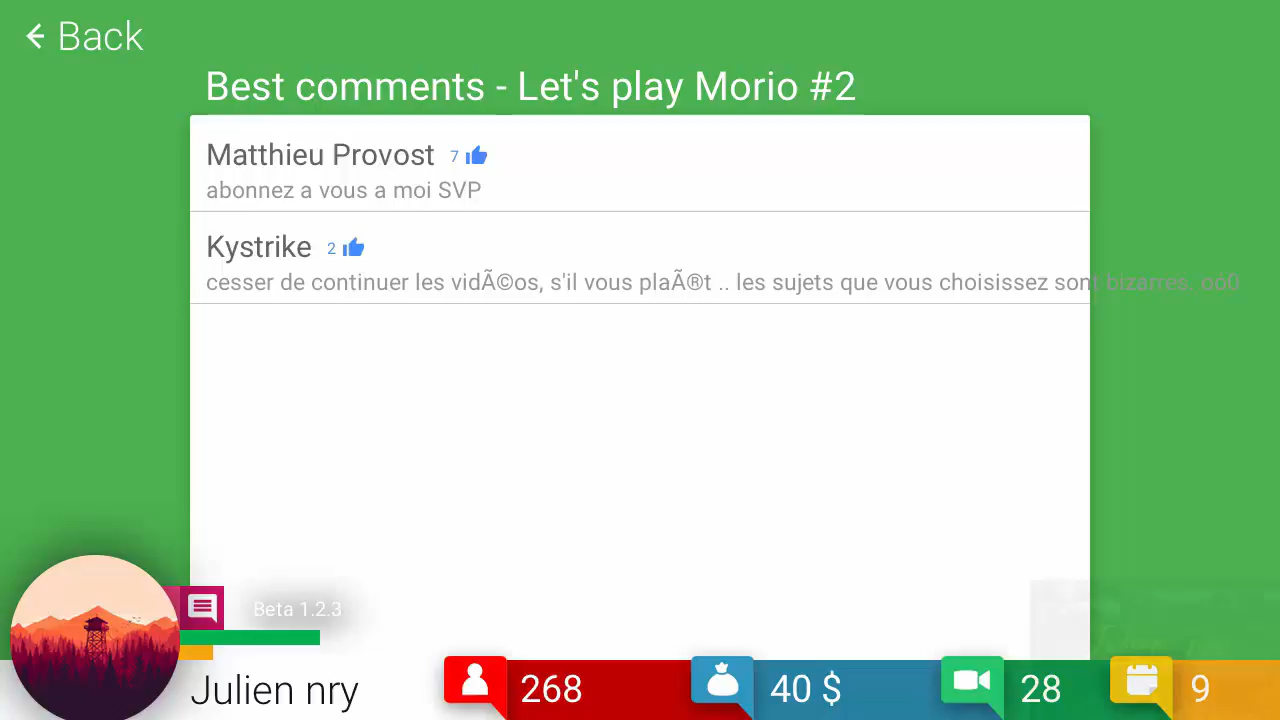 Back
Best comments - Let's play Morio #2
Matthieu Provost 7
abonnez a vous a moi SVP
Kystrike 2
cesser de continuer les vidÃ©os, s'il vous plaÃ®t .. les sujets que vous choisissez sont bizarres. oó0
Beta 1.2.3
Julien nry
268
40 $
28
9